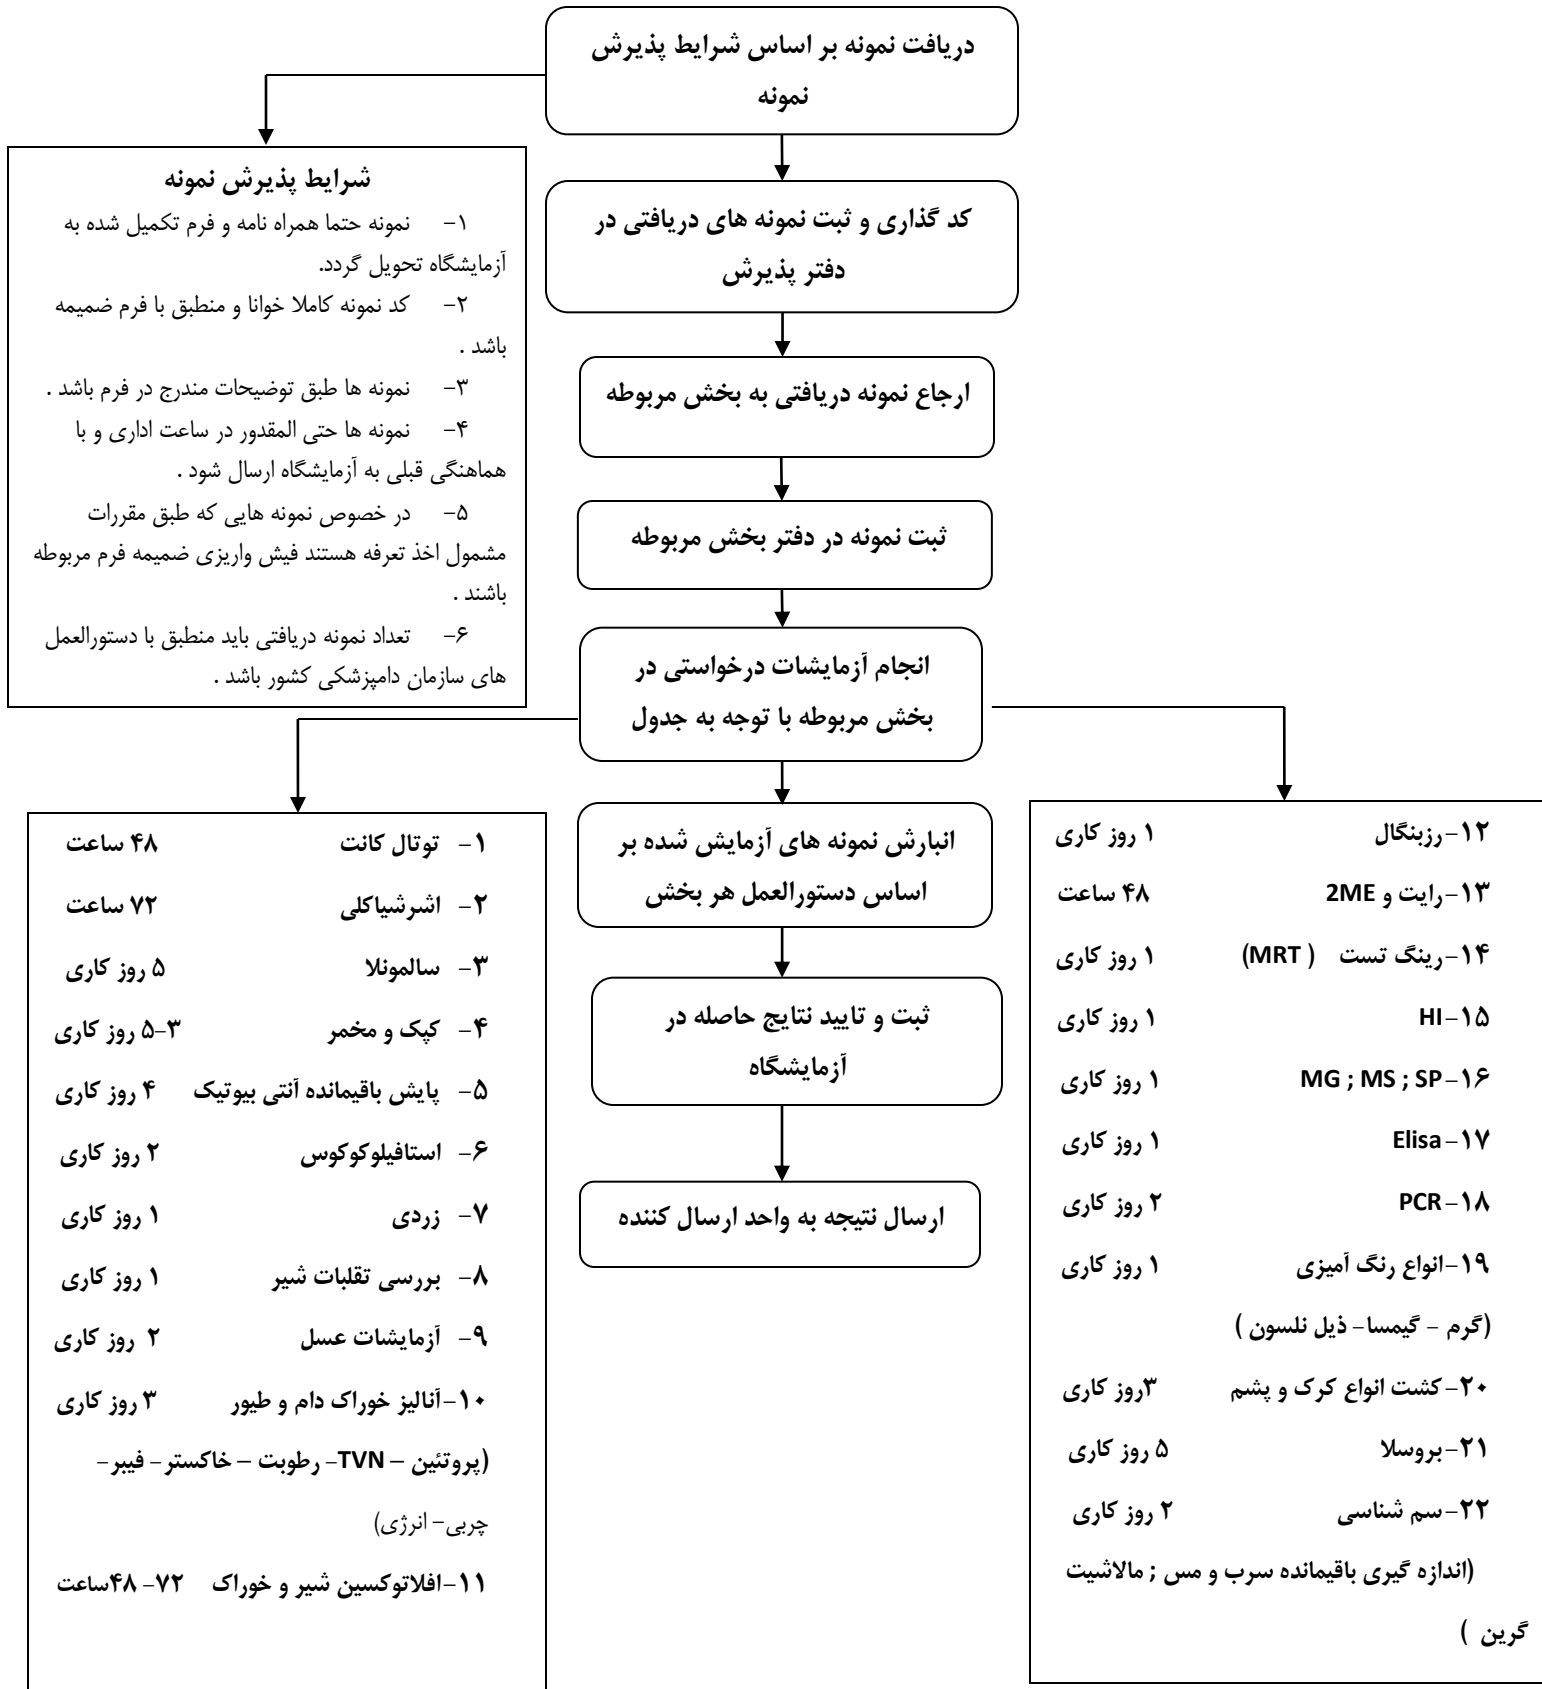 دریافت نمونه بر اساس شرایط پذیرش
نمونه
شرایط پذیرش نمونه
۱- نمونه حتما همراه نامه و فرم تکمیل شده به
آزمایشگاه تحویل گردد.
۲- کد نمونه کاملا خوانا و منطبق با فرم ضمیمه
باشد .
۳- نمونه ها طبق توضیحات مندرج در فرم باشد .
۴- نمونه ها حتی المقدور در ساعت اداری و با
هماهنگی قبلی به آزمایشگاه ارسال شود .
۵- در خصوص نمونه هایی که طبق مقررات
مشمول اخذ تعرفه هستند فیش واریزی ضمیمه فرم مربوطه
باشند .
۶- تعداد نمونه دریافتی باید منطبق با دستورالعمل
های سازمان دامپزشکی کشور باشد .
کد گذاری و ثبت نمونه های دریافتی در
دفتر پذیرش
ارجاع نمونه دریافتی به بخش مربوطه
ثبت نمونه در دفتر بخش مربوطه
انجام آزمایشات درخواستی در
بخش مربوطه با توجه به جدول
انبارش نمونه های آزمایش شده بر
اساس دستورالعمل هر بخش
ثبت و تایید نتایج حاصله در
آزمایشگاه
ارسال نتیجه به واحد ارسال کننده
۱- توتال کانت ۴۸ ساعت
۲- اشرشیاکلی ۷۲ ساعت
۳- سالمونلا ۵ روز کاری
۴- کپک و مخمر ۳-۵ روز کاری
۵- پایش باقیمانده آنتی بیوتیک ۴ روز کاری
۶- استافیلوکوکوس ۲ روز کاری
۷- زردی ۱ روز کاری
۸- بررسی تقلبات شیر ۱ روز کاری
۹- آزمایشات عسل ۲ روز کاری
۱۰-آنالیز خوراک دام و طیور ۳ روز کاری
(پروتئین – TVN- رطوبت – خاکستر- فیبر-
چربی- انرژی)
۱۱-افلاتوکسین شیر و خوراک ۷۲- ۴۸ساعت
۱۲-رزبنگال ۱ روز کاری
۱۳-رایت و 2ME ۴۸ ساعت
۱۴-رینگ تست ( MRT) ۱ روز کاری
۱۵-HI ۱ روز کاری
۱۶-MG ; MS ; SP ۱ روز کاری
۱۷-Elisa ۱ روز کاری
۱۸-PCR ۲ روز کاری
۱۹-انواع رنگ آمیزی ۱ روز کاری
(گرم - گیمسا- ذیل نلسون )
۲۰-کشت انواع کرک و پشم ۳روز کاری
۲۱-بروسلا ۵ روز کاری
۲۲-سم شناسی ۲ روز کاری
(اندازه گیری باقیمانده سرب و مس ; مالاشیت
گرین )